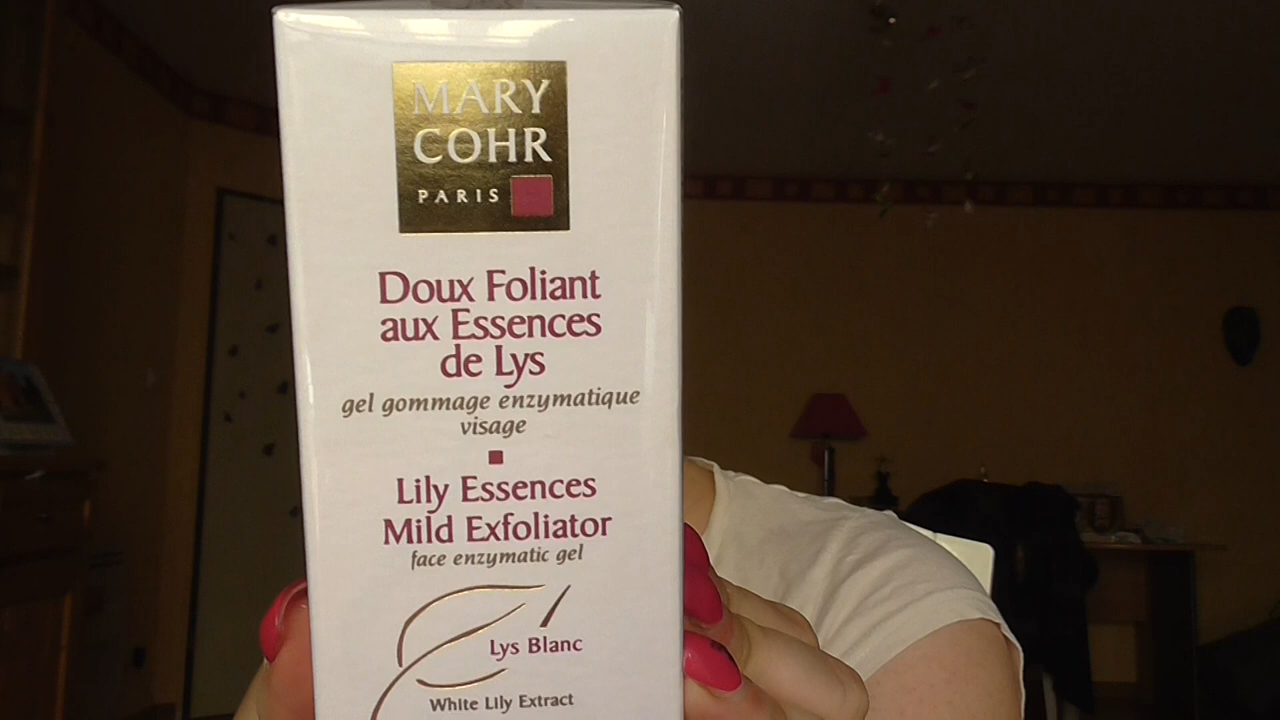 MARY
COHR
PARIS
Doux Foliant
aux Essences
de Lys
gel gommage enzymatique
visage
Lily Essences
Mild Exfoliator
face enzymatic gel
Lys Blanc
White Lily Extract